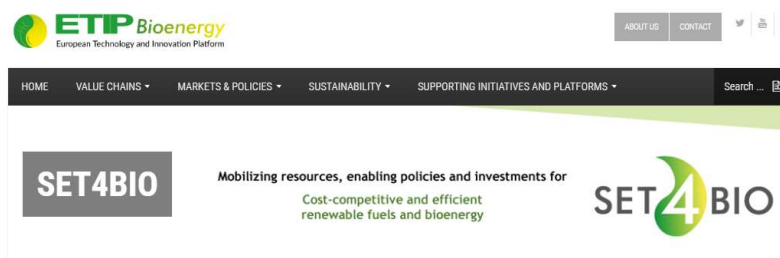 ETIP Bioenergy
European Technology and Innovation Platform
ABOUT US CONTACT
HOME VALUE CHAINS MARKETS & POLICIES SUSTAINABILITY SUPPORTING INITIATIVES AND PLATFORMS Search ...
SET4BIO
Mobilizing resources, enabling policies and investments for
Cost-competitive and efficient
renewable fuels and bioenergy
SET4BIO